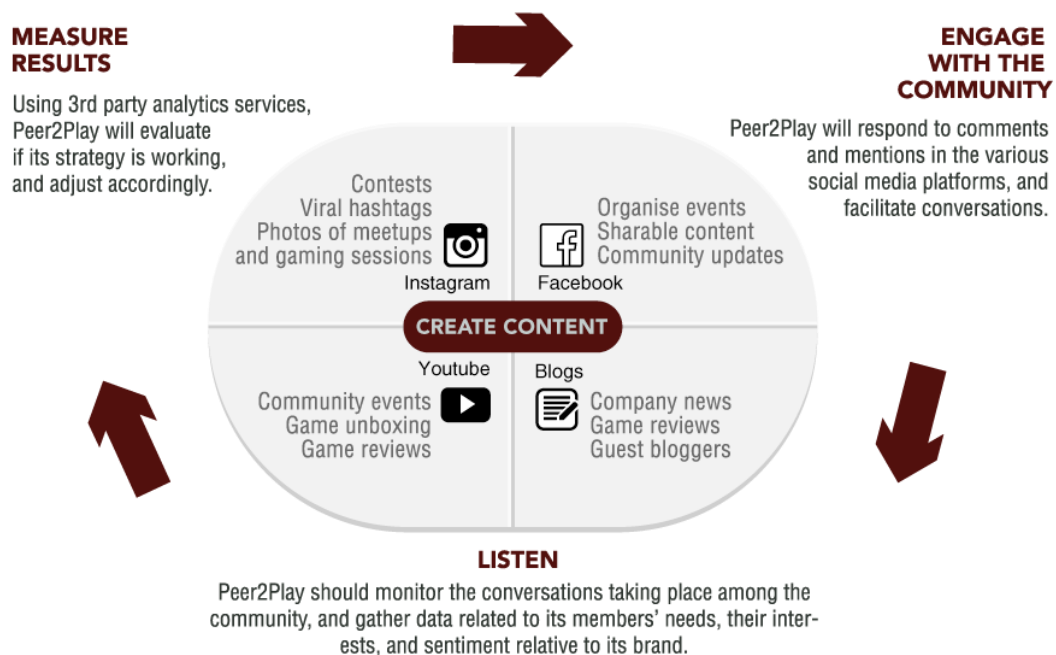 MEASURE
RESULTS
Using 3rd party analytics services,
Peer2Play will evaluate
if its strategy is working,
and adjust accordingly.
ENGAGE
WITH THE
COMMUNITY
Peer2Play will respond to comments
and mentions in the various
social media platforms, and
facilitate conversations.
Contests
Viral hashtags
Photos of meetups
and gaming sessions
Instagram
Organise events
Sharable content
Community updates
Facebook
CREATE CONTENT
Youtube
Community events
Game unboxing
Game reviews
Blogs
Company news
Game reviews
Guest bloggers
LISTEN
Peer2Play should monitor the conversations taking place among the
community, and gather data related to its members’ needs, their inter-
ests, and sentiment relative to its brand.